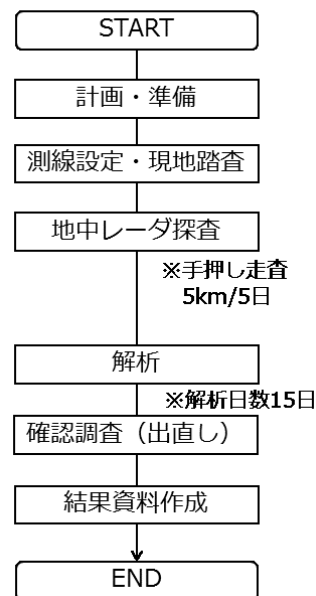 START
計画・準備
測線設定・現地踏査
地中レーダ探査
※手押し走査
5km/5日
解析
※解析日数15日
確認調査（出直し）
結果資料作成
END